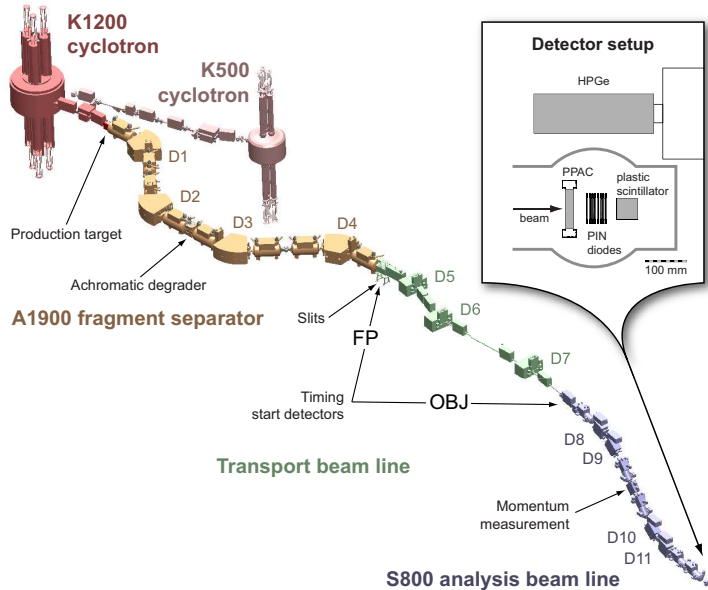 K1200
cyclotron
K500
cyclotron
Detector setup
HPGe
PPAC
plastic
scintillator
beam
PIN
diodes
100 mm
D1
D2
D3
D4
Production target
Achromatic degrader
A1900 fragment separator
Slits
FP
D5
D6
D7
Timing
start detectors
OBJ
D8
D9
Transport beam line
Momentum
measurement
D10
D11
S800 analysis beam line